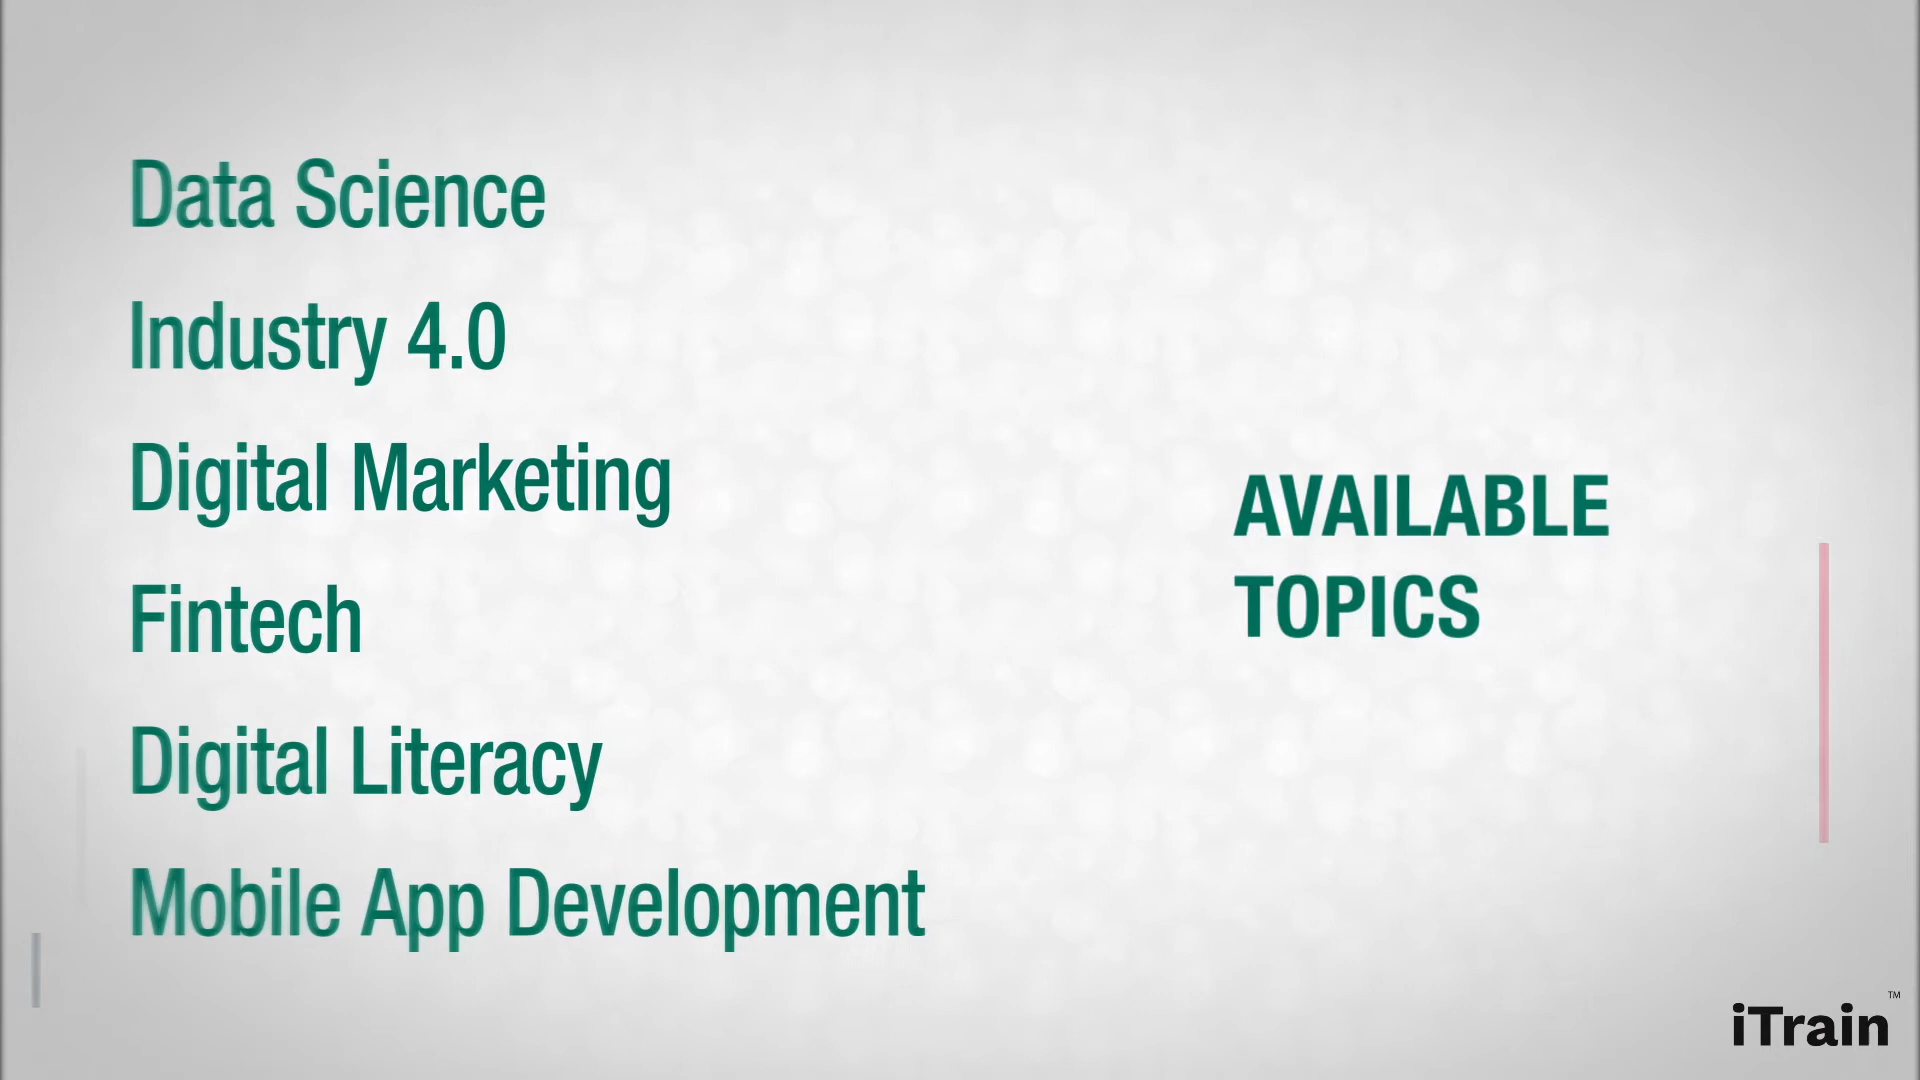 Data Science
Industry 4.0
Digital Marketing
Fintech
Digital Literacy
Mobile App Development
AVAILABLE
TOPICS
iTrain™